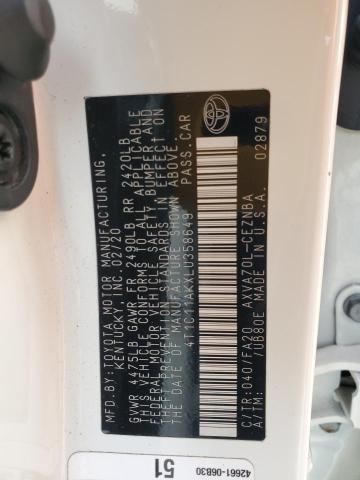 MFD.BY:TOYOTA MOTOR MANUFACTURING,
KENTUCKY, INC. 02/20
GVWR 4475LB GAWR FR 2490LB RR 2420LB
THIS VEHICLE CONFORMS TO ALL APPLICABLE
FEDERAL MOTOR VEHICLE SAFETY, BUMPER, AND
THEFT PREVENTION STANDARDS IN EFFECT ON
THE DATE OF MANUFACTURE SHOWN ABOVE.
4T1C11AKXLU358649 PASS.CAR
C/TR: 040/FA20 AXVA70L-CEZNBA
A/TM: /UB80E U.S.A. 02879
42661-06B30
51